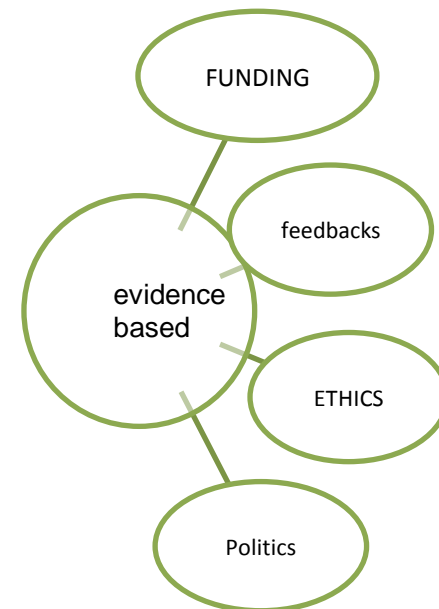 FUNDING
feedbacks
evidence
based
ETHICS
Politics